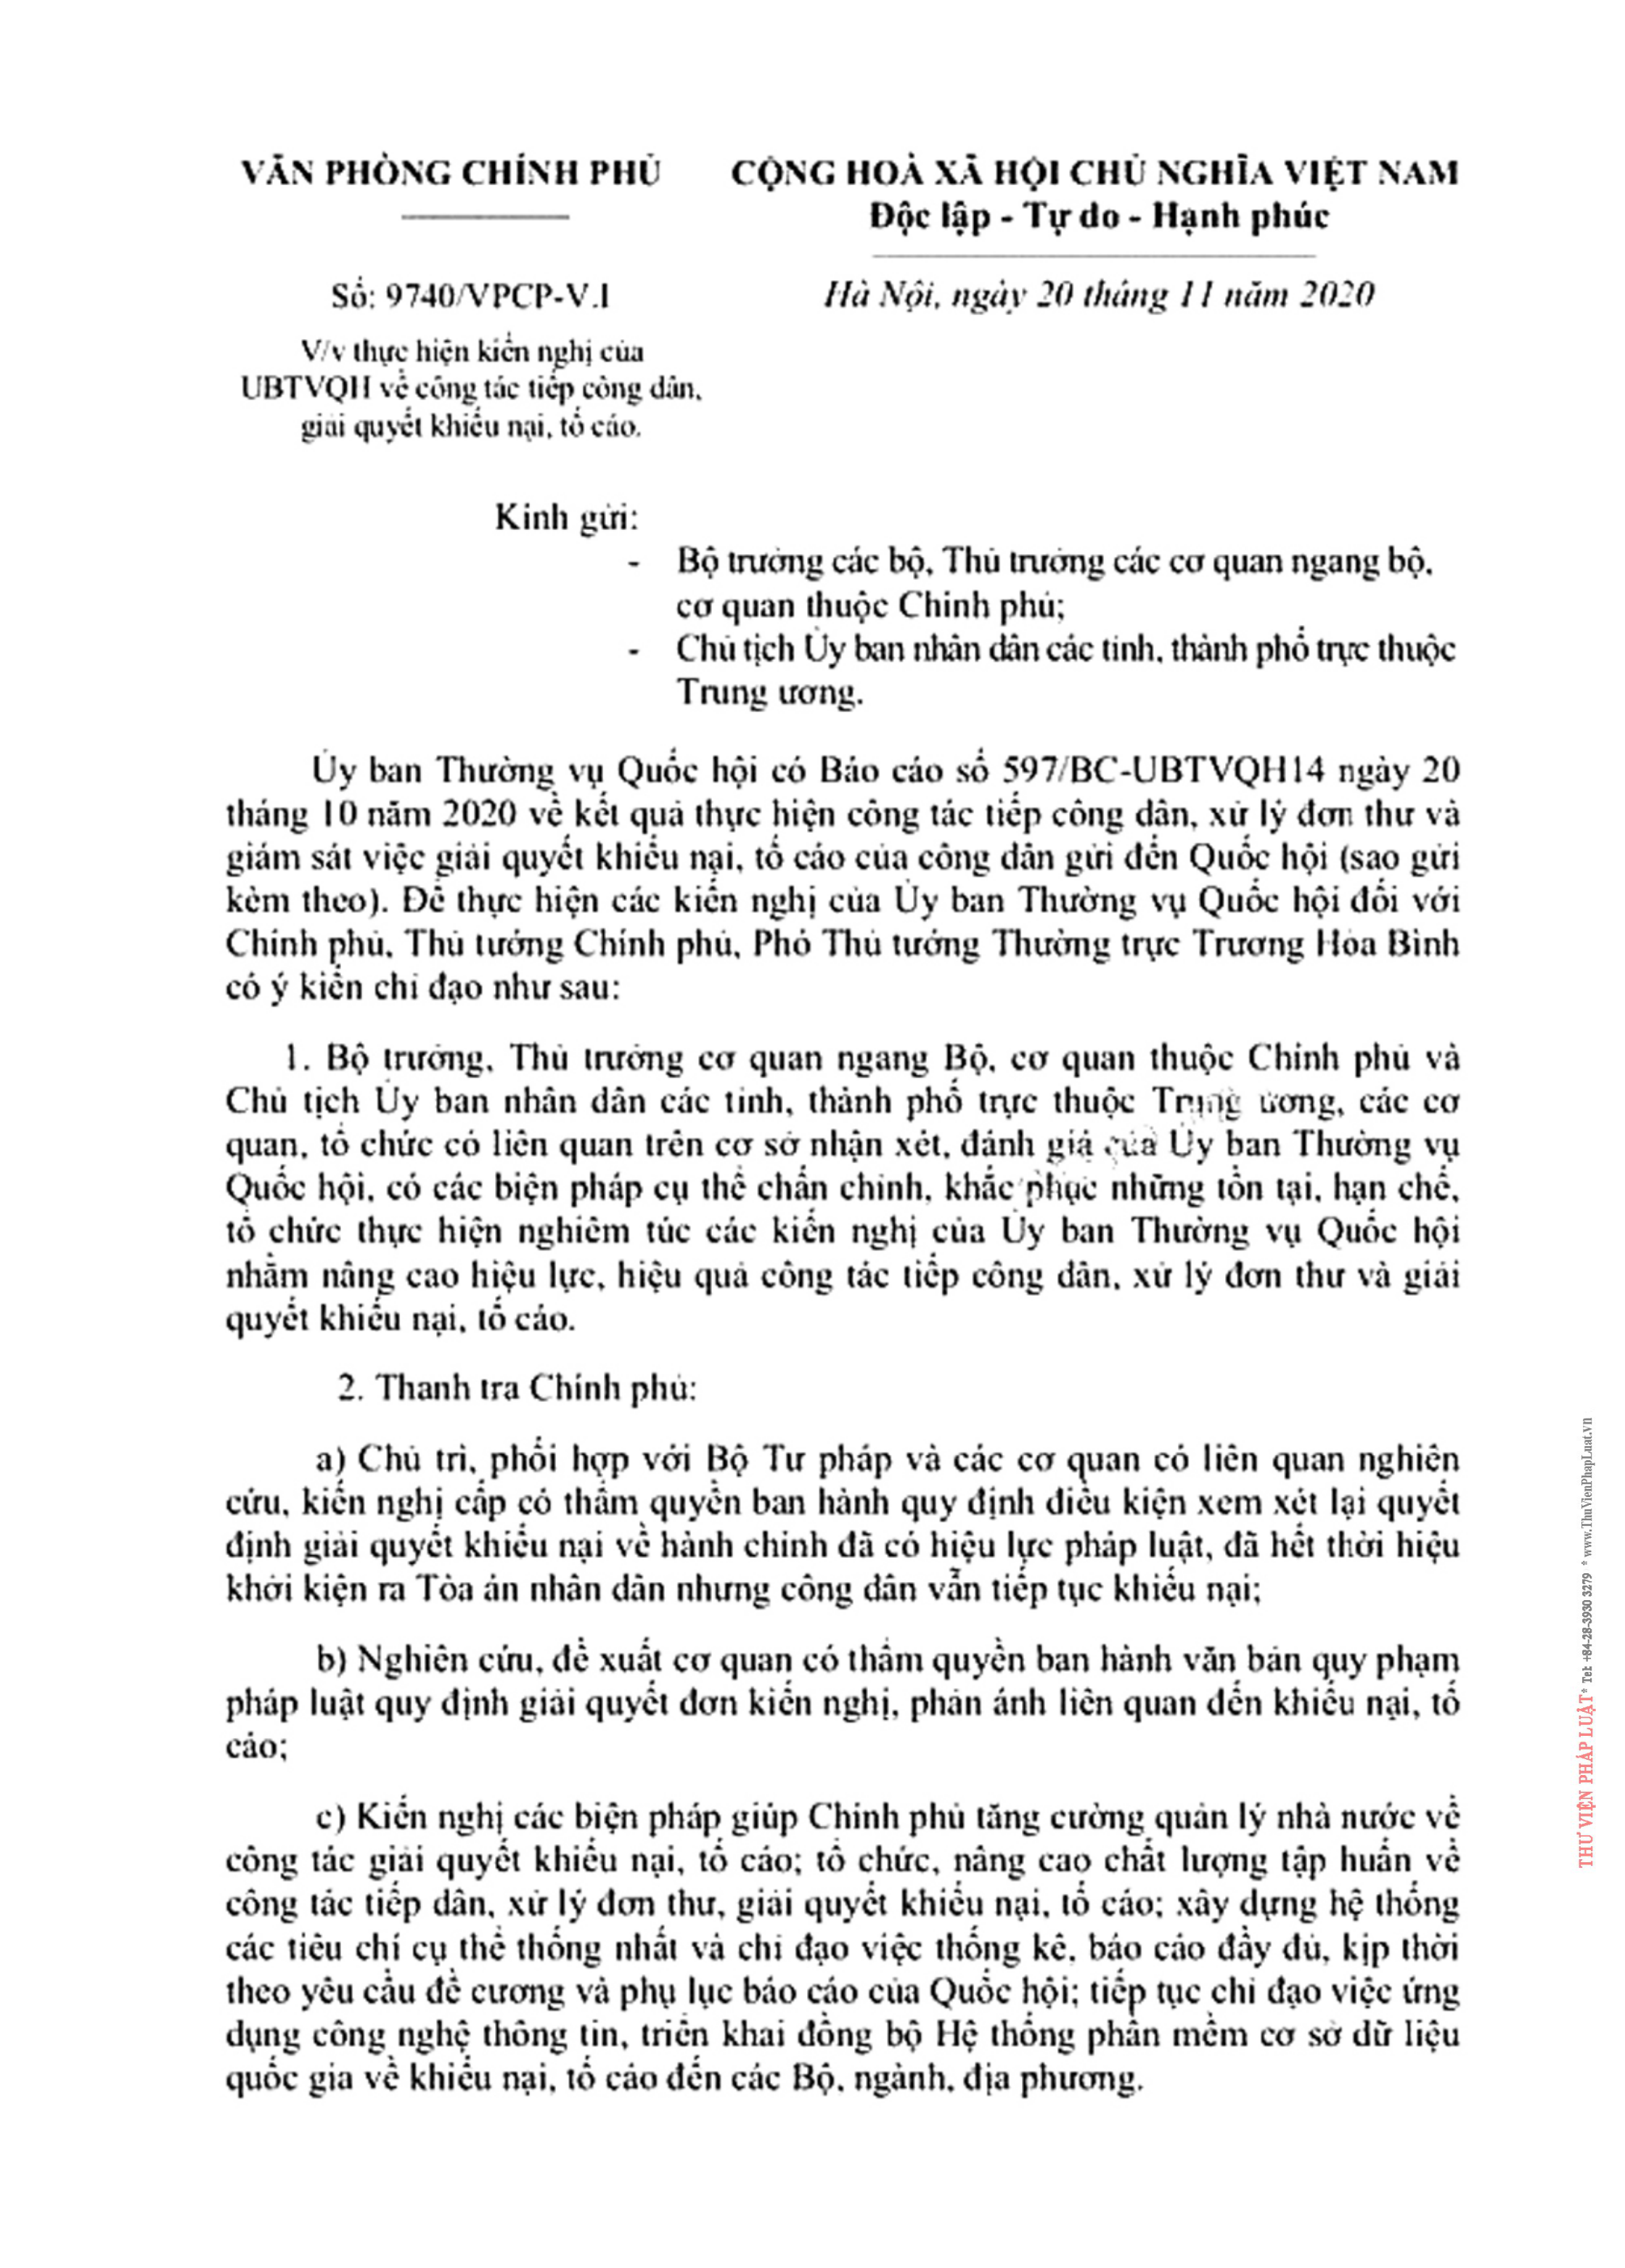 VĂN PHÒNG CHÍNH PHỦ
CỘNG HOÀ XÃ HỘI CHỦ NGHĨA VIỆT NAM
Độc lập - Tự do - Hạnh phúc
Số: 9740/VPCP-V.I
Hà Nội, ngày 20 tháng 11 năm 2020
V/v thực hiện kiến nghị của
UBTVQH về công tác tiếp công dân,
giải quyết khiếu nại, tố cáo.
Kính gửi:
- Bộ trưởng các bộ, Thủ trưởng các cơ quan ngang bộ,
cơ quan thuộc Chính phủ;
- Chủ tịch Ủy ban nhân dân các tỉnh, thành phố trực thuộc
Trung ương.
Ủy ban Thường vụ Quốc hội có Báo cáo số 597/BC-UBTVQH14 ngày 20
tháng 10 năm 2020 về kết quả thực hiện công tác tiếp công dân, xử lý đơn thư và
giám sát việc giải quyết khiếu nại, tố cáo của công dân gửi đến Quốc hội (sao gửi
kèm theo). Để thực hiện các kiến nghị của Ủy ban Thường vụ Quốc hội đối với
Chính phủ, Thủ tướng Chính phủ, Phó Thủ tướng Thường trực Trương Hòa Bình
có ý kiến chỉ đạo như sau:
1. Bộ trưởng, Thủ trưởng cơ quan ngang Bộ, cơ quan thuộc Chính phủ và
Chủ tịch Ủy ban nhân dân các tỉnh, thành phố trực thuộc Trung ương, các cơ
quan, tổ chức có liên quan trên cơ sở nhận xét, đánh giá của Ủy ban Thường vụ
Quốc hội, có các biện pháp cụ thể chấn chỉnh, khắc phục những tồn tại, hạn chế,
tổ chức thực hiện nghiêm túc các kiến nghị của Ủy ban Thường vụ Quốc hội
nhằm nâng cao hiệu lực, hiệu quả công tác tiếp công dân, xử lý đơn thư và giải
quyết khiếu nại, tố cáo.
2. Thanh tra Chính phủ:
a) Chủ trì, phối hợp với Bộ Tư pháp và các cơ quan có liên quan nghiên
cứu, kiến nghị cấp có thẩm quyền ban hành quy định điều kiện xem xét lại quyết
định giải quyết khiếu nại về hành chính đã có hiệu lực pháp luật, đã hết thời hiệu
khởi kiện ra Tòa án nhân dân nhưng công dân vẫn tiếp tục khiếu nại;
b) Nghiên cứu, đề xuất cơ quan có thẩm quyền ban hành văn bản quy phạm
pháp luật quy định giải quyết đơn kiến nghị, phản ánh liên quan đến khiếu nại, tố
cáo;
c) Kiến nghị các biện pháp giúp Chính phủ tăng cường quản lý nhà nước về
công tác giải quyết khiếu nại, tố cáo; tổ chức, nâng cao chất lượng tập huấn về
công tác tiếp dân, xử lý đơn thư, giải quyết khiếu nại, tố cáo; xây dựng hệ thống
các tiêu chí cụ thể thống nhất và chỉ đạo việc thống kê, báo cáo đầy đủ, kịp thời
theo yêu cầu đề cương và phụ lục báo cáo của Quốc hội; tiếp tục chỉ đạo việc ứng
dụng công nghệ thông tin, triển khai đồng bộ Hệ thống phần mềm cơ sở dữ liệu
quốc gia về khiếu nại, tố cáo đến các Bộ, ngành, địa phương.
THƯ VIỆN PHÁP LUẬT * Tel: +84-28-3930 3279 * www.ThuVienPhapLuat.vn